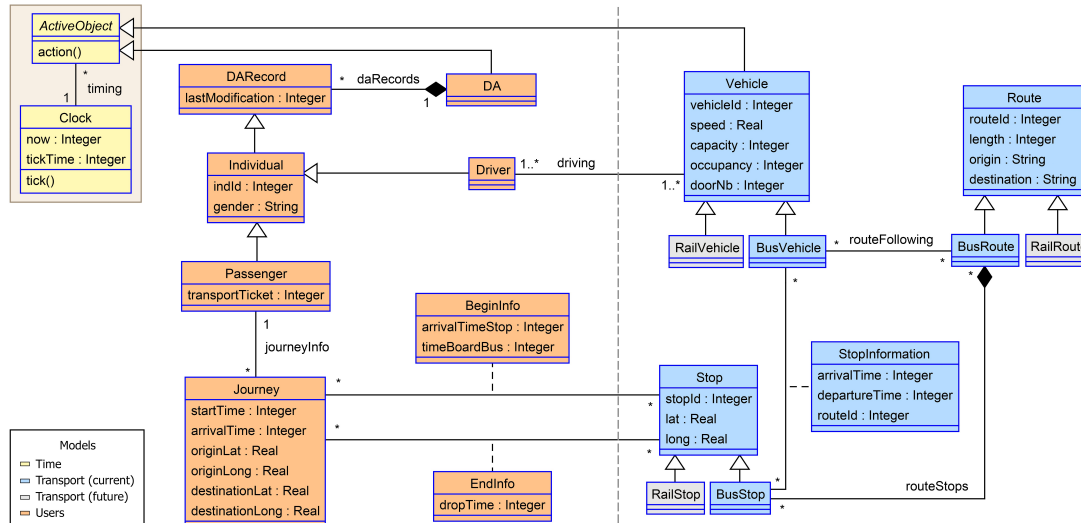 ActiveObject
action()
*
timing
1
Clock
now : Integer
tickTime : Integer
tick()
DARecord
lastModification : Integer
*
daRecords
1
DA
Individual
indId : Integer
gender : String
Driver
1..*
driving
1..*
Passenger
transportTicket : Integer
1
journeyInfo
*
Journey
startTime : Integer
arrivalTime : Integer
originLat : Real
originLong : Real
destinationLat : Real
destinationLong : Real
BeginInfo
arrivalTimeStop : Integer
timeBoardBus : Integer
*
*
*
*
EndInfo
dropTime : Integer
Vehicle
vehicleId : Integer
speed : Real
capacity : Integer
occupancy : Integer
doorNb : Integer
RailVehicle
BusVehicle
*
routeFollowing
*
*
Route
routeId : Integer
length : Integer
origin : String
destination : String
BusRoute
RailRoute
*
StopInformation
arrivalTime : Integer
departureTime : Integer
routeId : Integer
Stop
stopId : Integer
lat : Real
long : Real
RailStop
BusStop
*
*
routeStops
Models
Time
Transport (current)
Transport (future)
Users